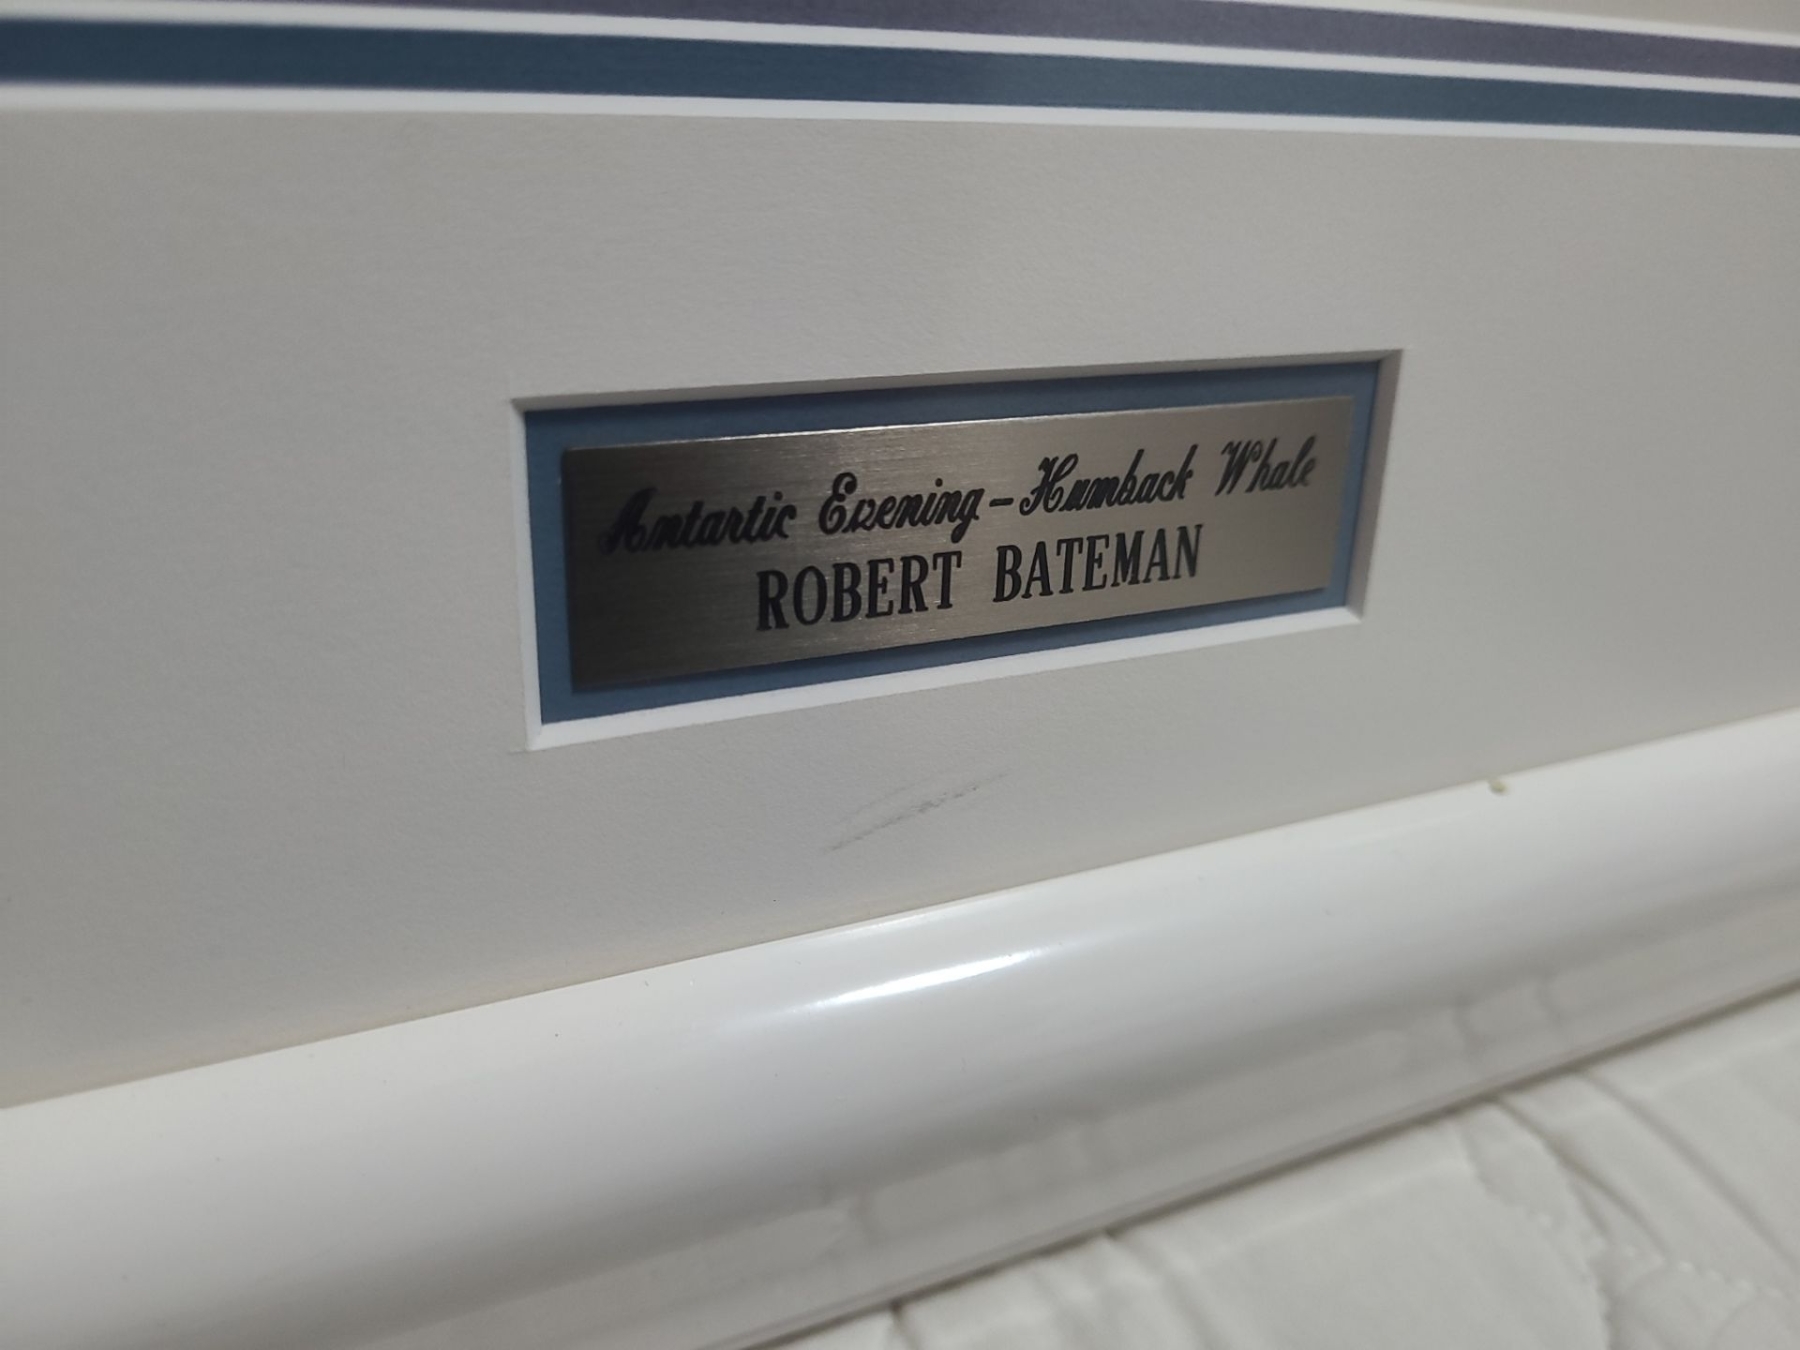 Antartic Evening - Humback Whale
ROBERT BATEMAN